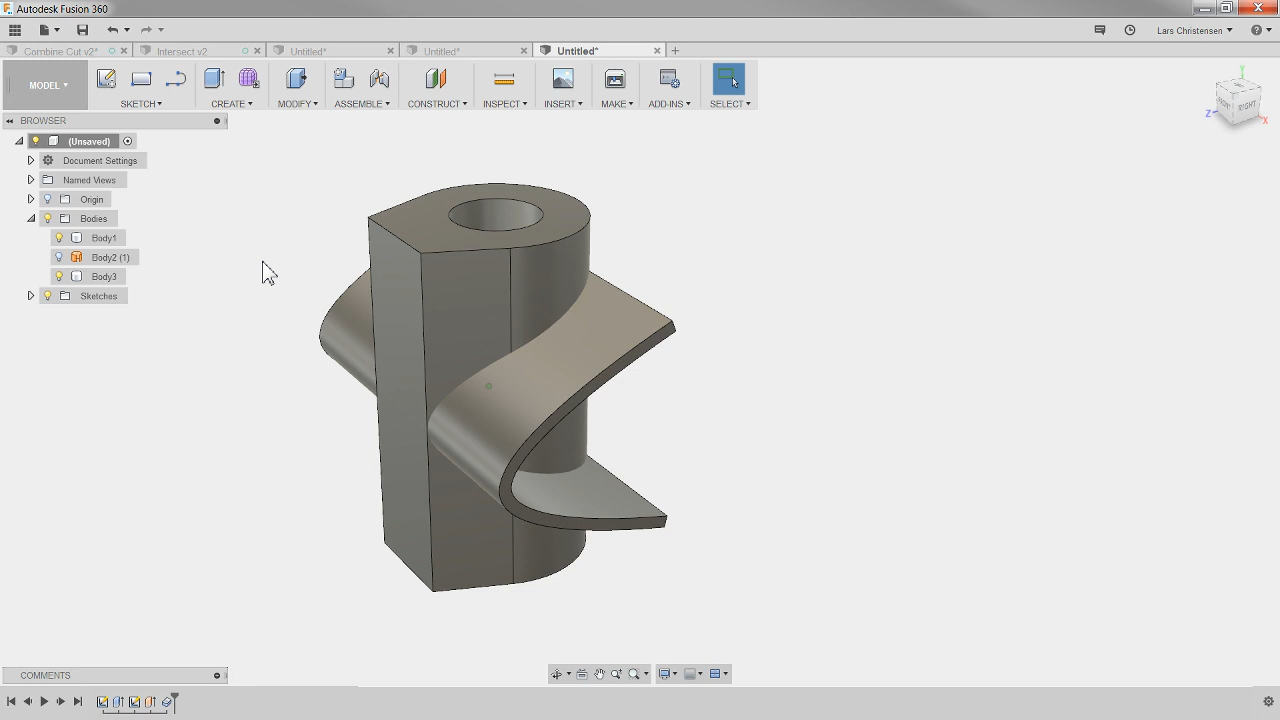 Autodesk Fusion 360
Lars Christensen
Combine Cut v2*
Intersect v2
Untitled*
Untitled*
Untitled*
MODEL
SKETCH
CREATE
MODIFY
ASSEMBLE
CONSTRUCT
INSPECT
INSERT
MAKE
ADD-INS
SELECT
BROWSER
(Unsaved)
Document Settings
Named Views
Origin
Bodies
Body1
Body2 (1)
Body3
Sketches
Y
Z
X
FRONT
RIGHT
COMMENTS